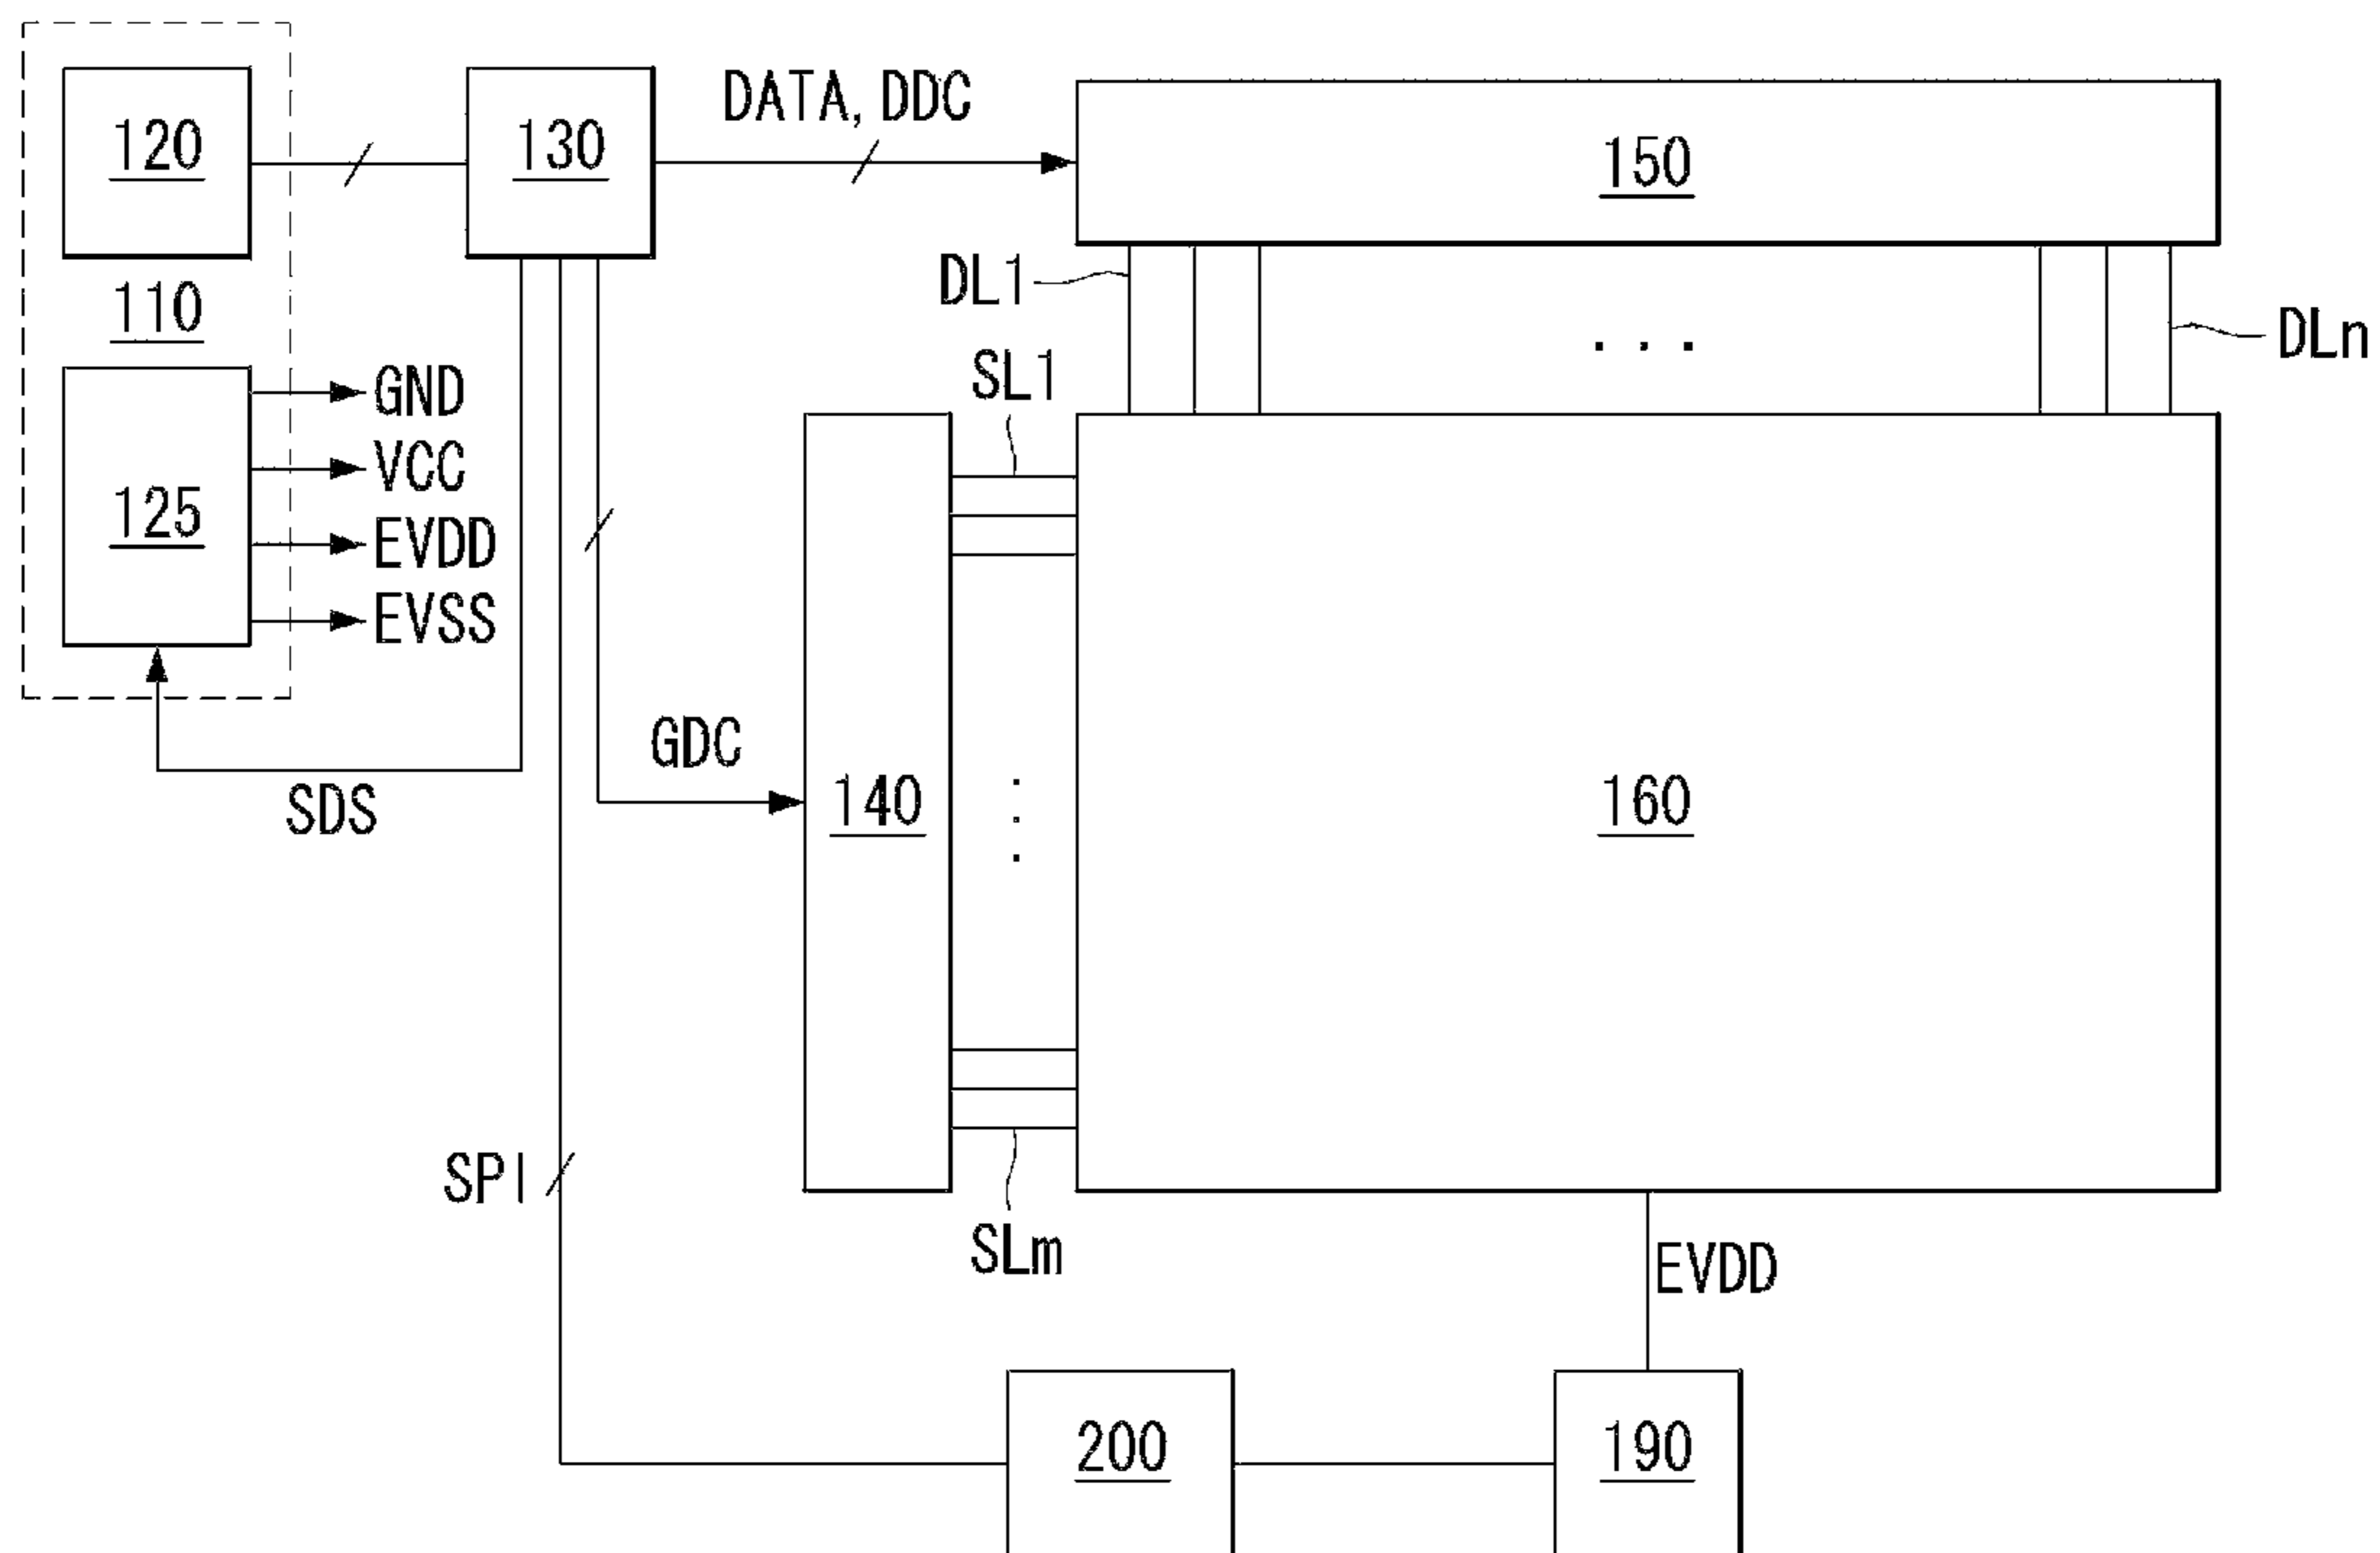 120
130
DATA, DDC
150
110
DL1
DLn
GND
VCC
125
EVDD
EVSS
SL1
SDS
GDC
140
160
SPI
SLm
EVDD
200
190